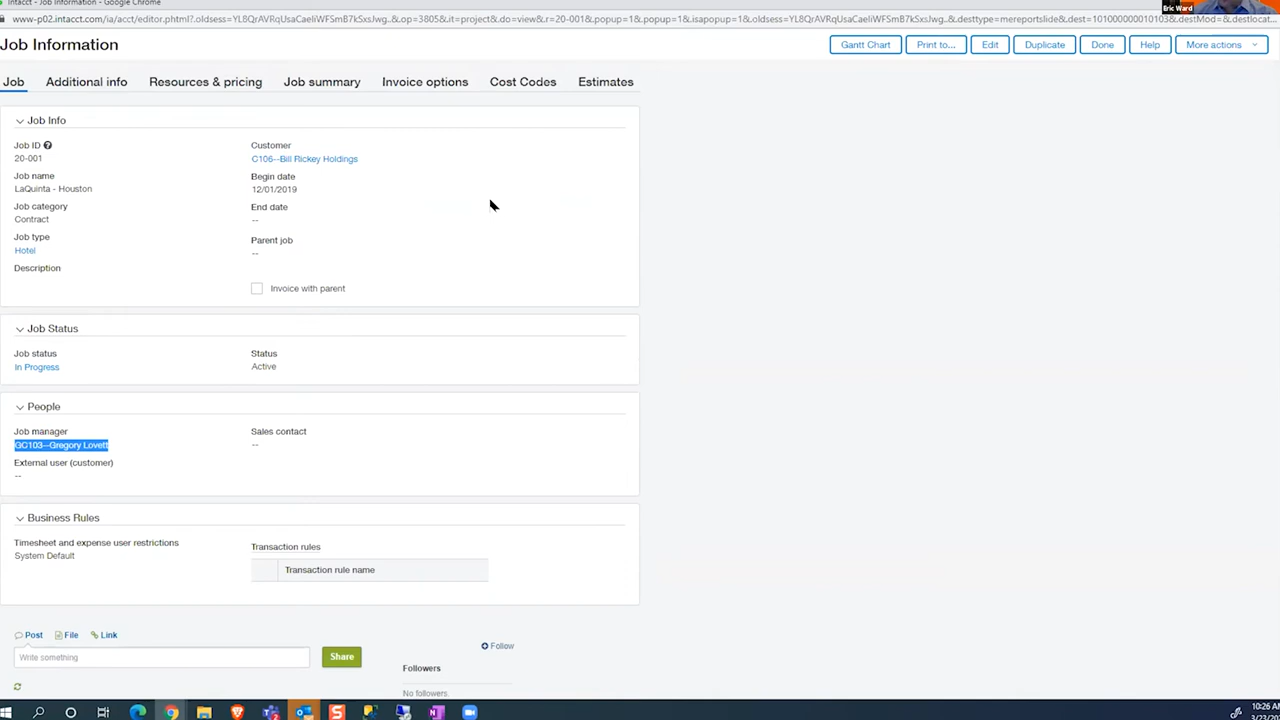 Intacct - Job Information - Google Chrome
Eric Ward
Job Information
Gantt Chart Print to... Edit Duplicate Done Help More actions
Job Additional info Resources & pricing Job summary Invoice options Cost Codes Estimates
Job Info
Job ID
20-001
Customer
C106--Bill Rickey Holdings
Job name
LaQuinta - Houston
Begin date
12/01/2019
Job category
Contract
End date
--
Job type
Hotel
Parent job
--
Description
Invoice with parent
Job Status
Job status
In Progress
Status
Active
People
Job manager
GC103--Gregory Lovett
Sales contact
--
External user (customer)
--
Business Rules
Timesheet and expense user restrictions
System Default
Transaction rules
Transaction rule name
Post File Link
Follow
Write something
Share
Followers
No followers.
10:26 A